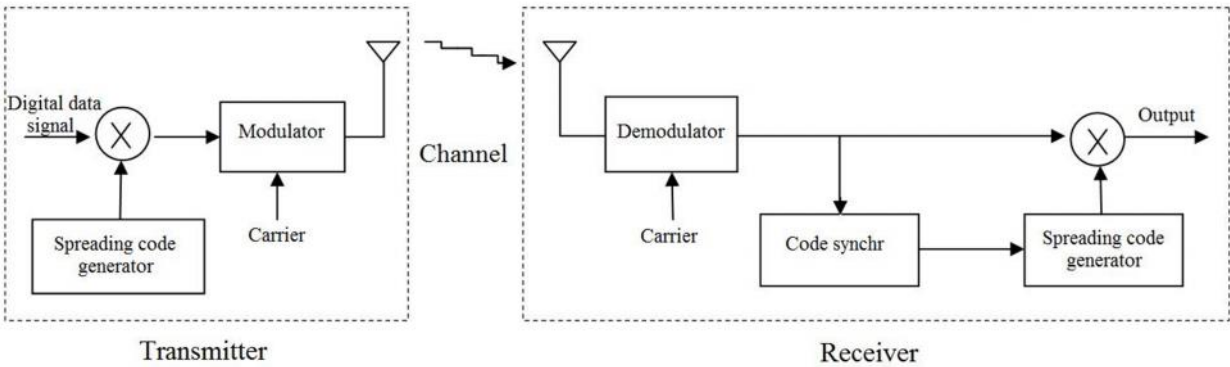 Digital data
signal
X
Modulator
Spreading code
generator
Carrier
Transmitter
Channel
Demodulator
Carrier
Code synchr
Spreading code
generator
X
Output
Receiver